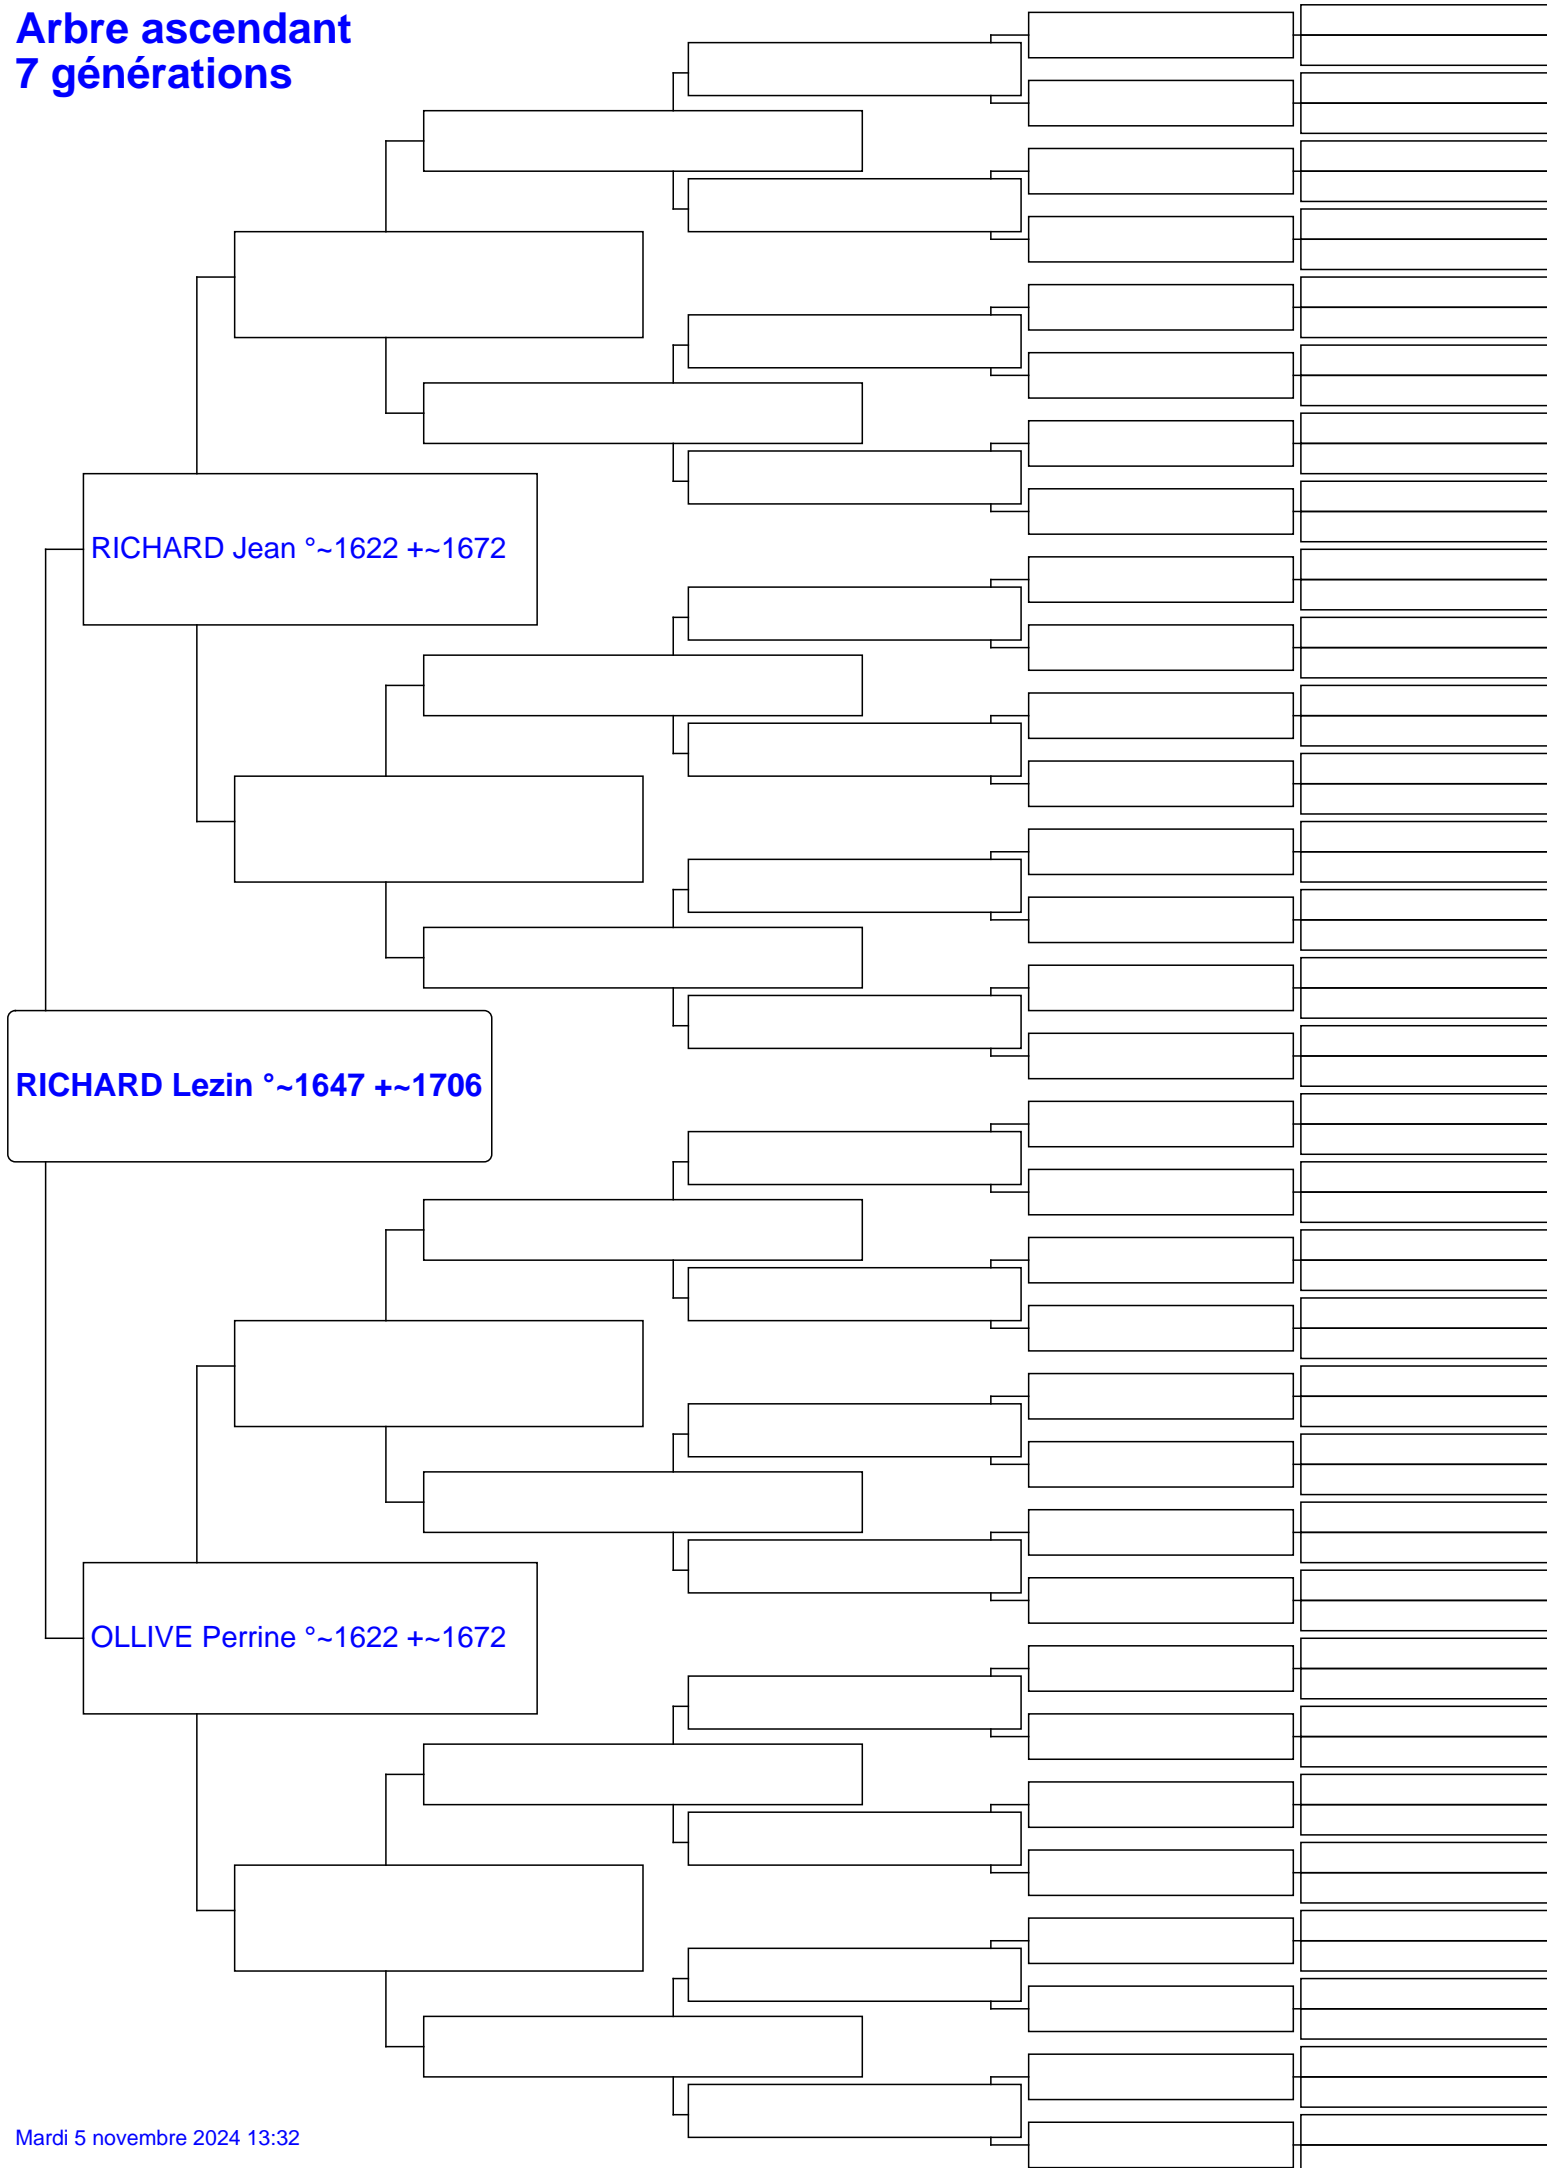 Arbre ascendant
7 générations
RICHARD Jean °~1622 +~1672
RICHARD Lezin °~1647 +~1706
OLLIVE Perrine °~1622 +~1672
Mardi 5 novembre 2024 13:32